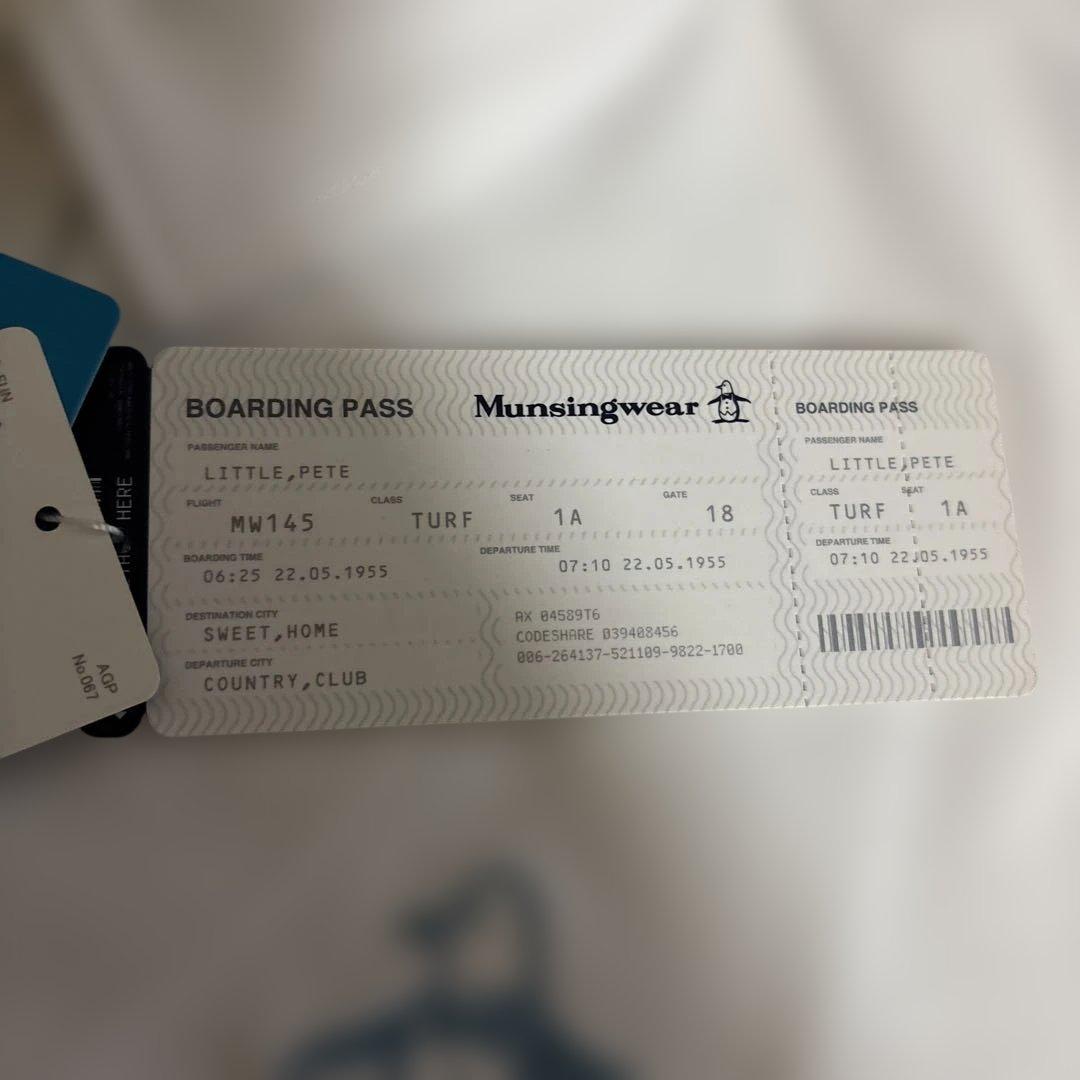 BOARDING PASS Munsingwear BOARDING PASS
PASSENGER NAME PASSENGER NAME
LITTLE,PETE LITTLE,PETE
FLIGHT CLASS SEAT GATE CLASS SEAT
MW145 TURF 1A 18 TURF 1A
BOARDING TIME DEPARTURE TIME DEPARTURE TIME
06:25 22.05.1955 07:10 22.05.1955 07:10 22.05.1955
DESTINATION CITY
SWEET,HOME
DEPARTURE CITY
COUNTRY,CLUB
AX 04589T6
CODESHARE 039408456
006-264137-521109-9822-1700
HERE
AGP
No.067